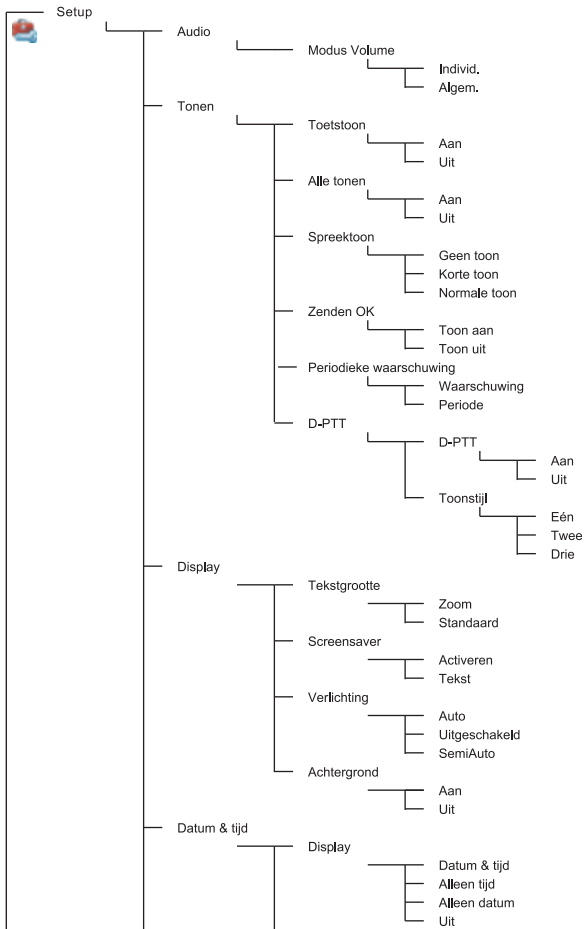 Setup
Audio
Modus Volume
Individ.
Algem.
Tonen
Toetstoon
Aan
Uit
Alle tonen
Aan
Uit
Spreektoon
Geen toon
Korte toon
Normale toon
Zenden OK
Toon aan
Toon uit
Periodieke waarschuwing
Waarschuwing
Periode
D-PTT
D-PTT
Aan
Uit
Toonstijl
Eén
Twee
Drie
Display
Tekstgrootte
Zoom
Standaard
Screensaver
Activeren
Tekst
Verlichting
Auto
Uitgeschakeld
SemiAuto
Achtergrond
Aan
Uit
Datum & tijd
Display
Datum & tijd
Alleen tijd
Alleen datum
Uit